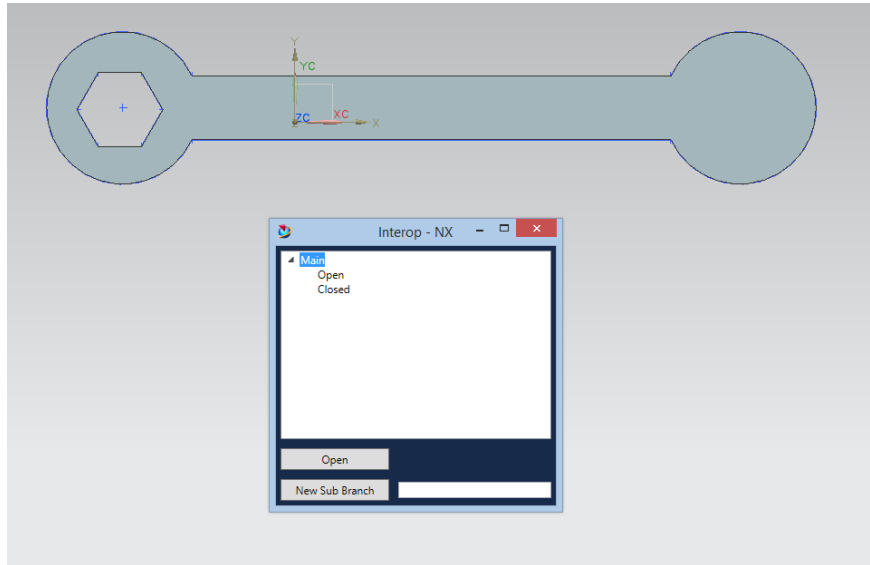 Y
YC
ZC XC X
Interop - NX
Main
Open
Closed
Open
New Sub Branch